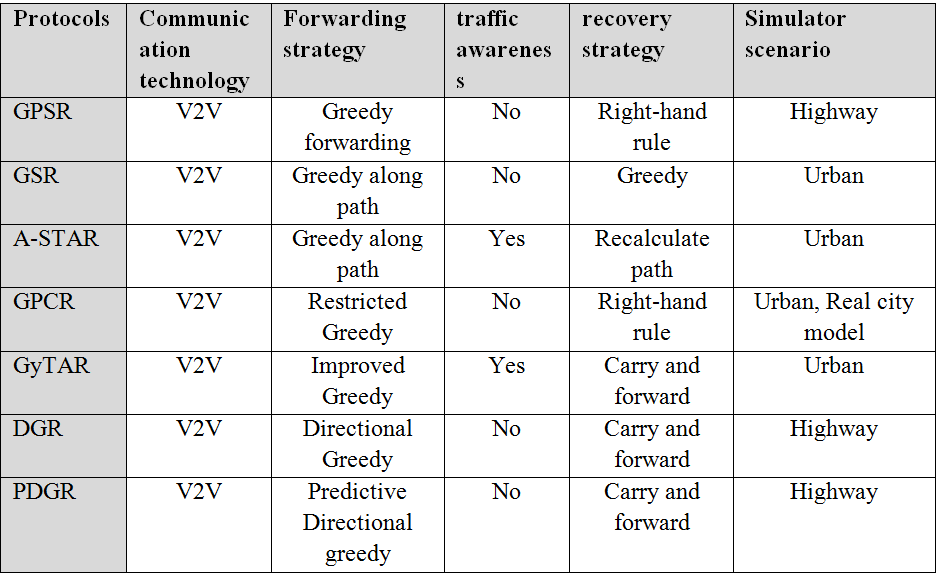 Protocols Communic ation technology Forwarding strategy traffic awarenes s recovery strategy Simulator scenario
GPSR V2V Greedy forwarding No Right-hand rule Highway
GSR V2V Greedy along path No Greedy Urban
A-STAR V2V Greedy along path Yes Recalculate path Urban
GPCR V2V Restricted Greedy No Right-hand rule Urban, Real city model
GyTAR V2V Improved Greedy Yes Carry and forward Urban
DGR V2V Directional Greedy No Carry and forward Highway
PDGR V2V Predictive Directional greedy No Carry and forward Highway